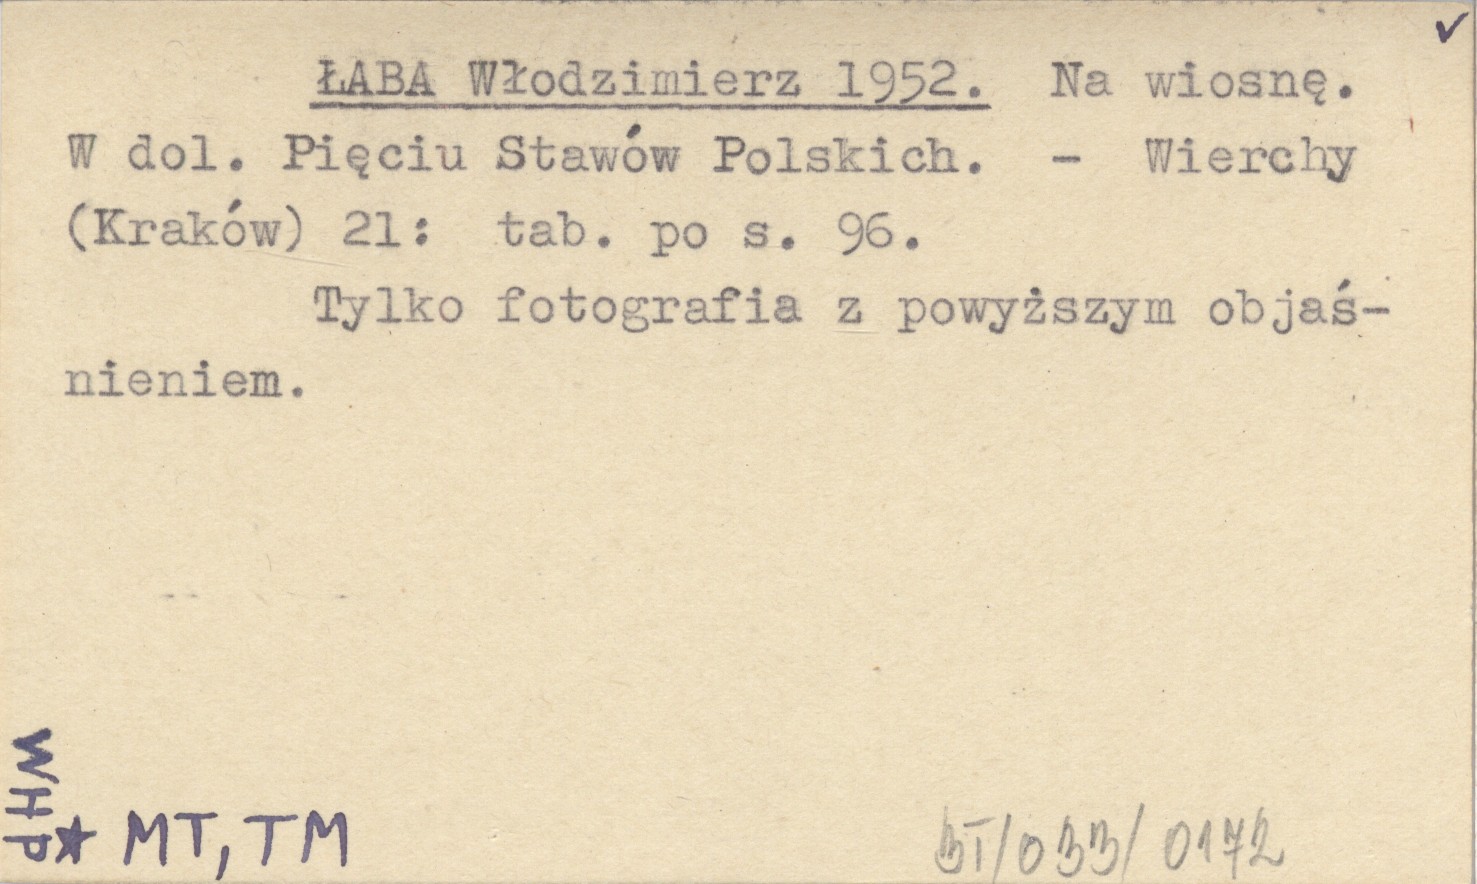 ŁABA Włodzimierz 1952. Na wiosnę.
W dol. Pięciu Stawów Polskich. - Wierchy
(Kraków) 21: tab. po s. 96.
Tylko fotografia z powyższym objaś-
nieniem.
WHP
* MT, TM
BT/033/0172